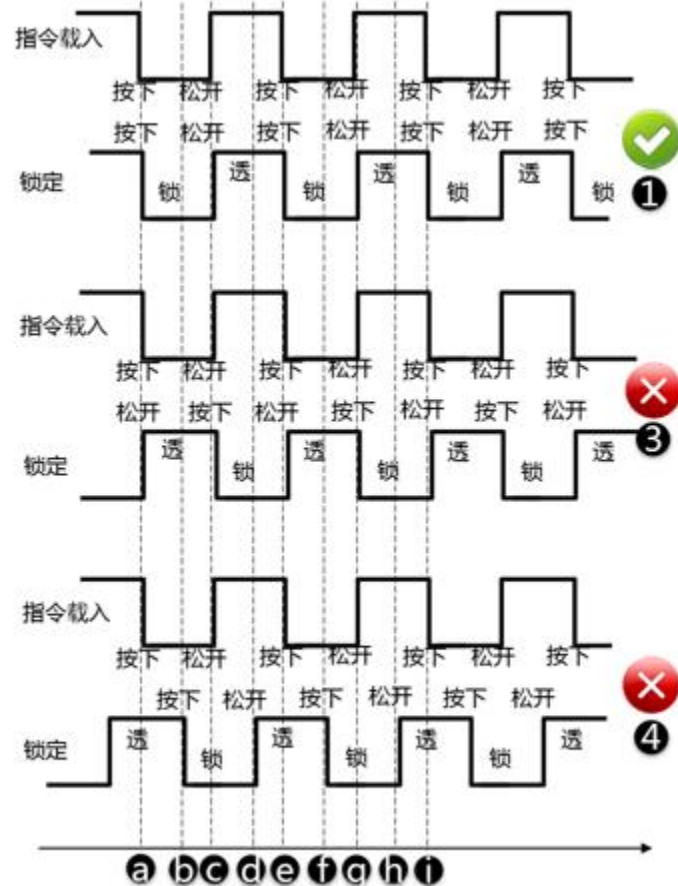 指令载入
按下 松开 按下 松开 按下 松开 按下
按下 松开 按下 松开 按下 松开 按下
锁定 锁 透 锁 透 锁 透 锁
1
指令载入
按下 松开 按下 松开 按下 松开 按下
松开 按下 松开 按下 松开 按下 松开
3
锁定 透 锁 透 锁 透 锁 透
指令载入
按下 松开 按下 松开 按下 松开 按下
按下 松开 按下 松开 按下 松开
4
锁定 透 锁 透 锁 透 锁 透
a b c d e f g h i